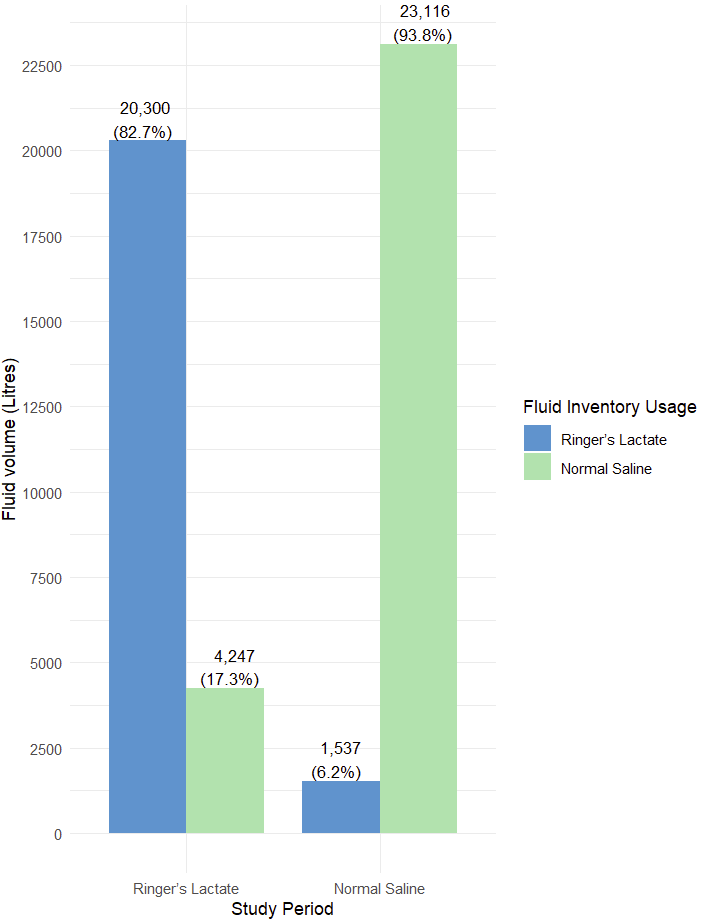 23,116
(93.8%)
20,300
(82.7%)
4,247
(17.3%)
1,537
(6.2%)
22500
20000
17500
15000
12500
10000
7500
5000
2500
0
Fluid volume (Litres)
Ringer’s Lactate
Normal Saline
Study Period
Fluid Inventory Usage
Ringer’s Lactate
Normal Saline